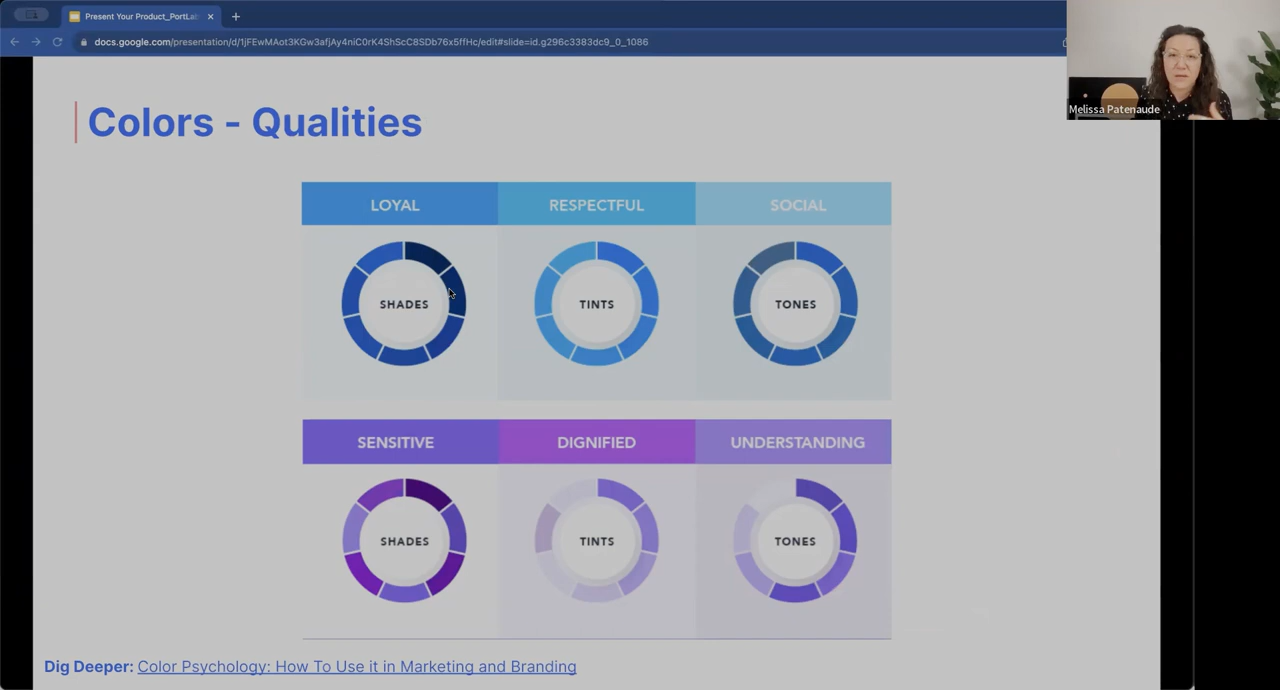 Present Your Product_PortLab
docs.google.com/presentation/d/1jFEwMAot3KGw3afjAy4niC0rK4ShScC8SDb76x5ffHc/edit#slide=id.g296c3383dc9_0_1086
Melissa Patenaude
Colors - Qualities
LOYAL RESPECTFUL SOCIAL
SHADES TINTS TONES
SENSITIVE DIGNIFIED UNDERSTANDING
SHADES TINTS TONES
Dig Deeper: Color Psychology: How To Use it in Marketing and Branding